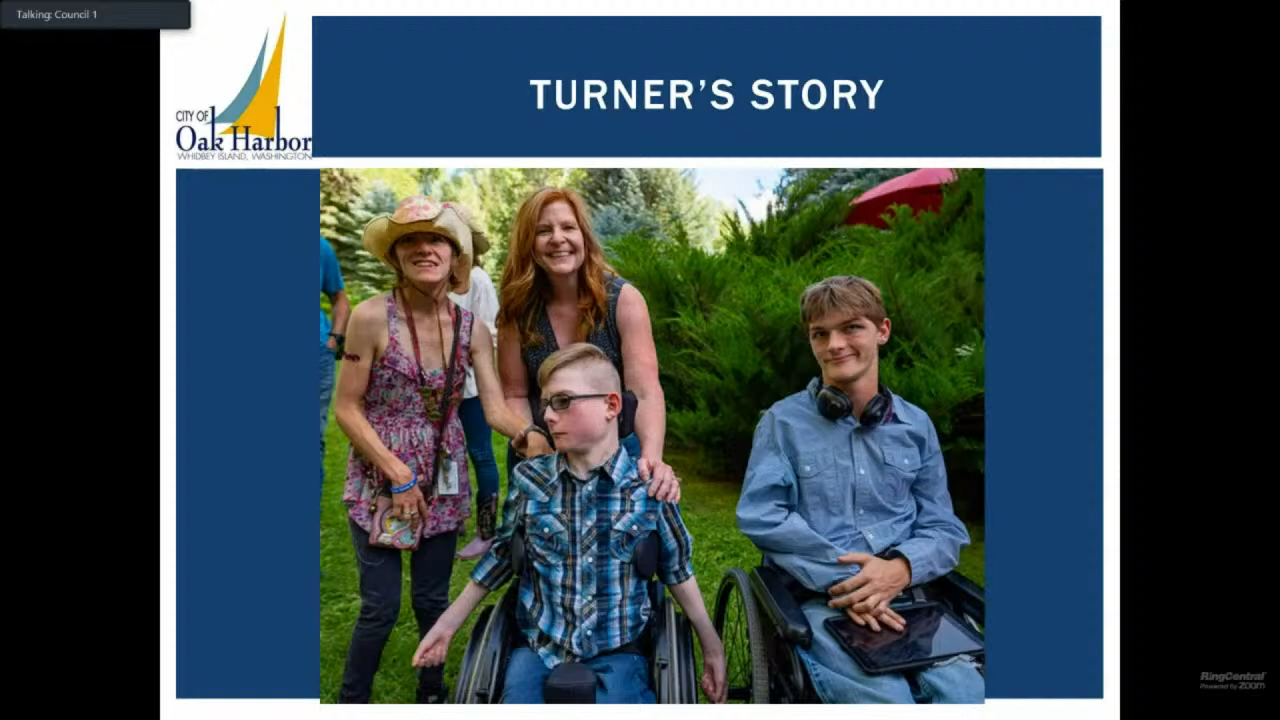 Talking: Council 1
CITY OF
Oak Harbor
WHIDBEY ISLAND, WASHINGTON
TURNER'S STORY
RingCentral
Powered by zoom